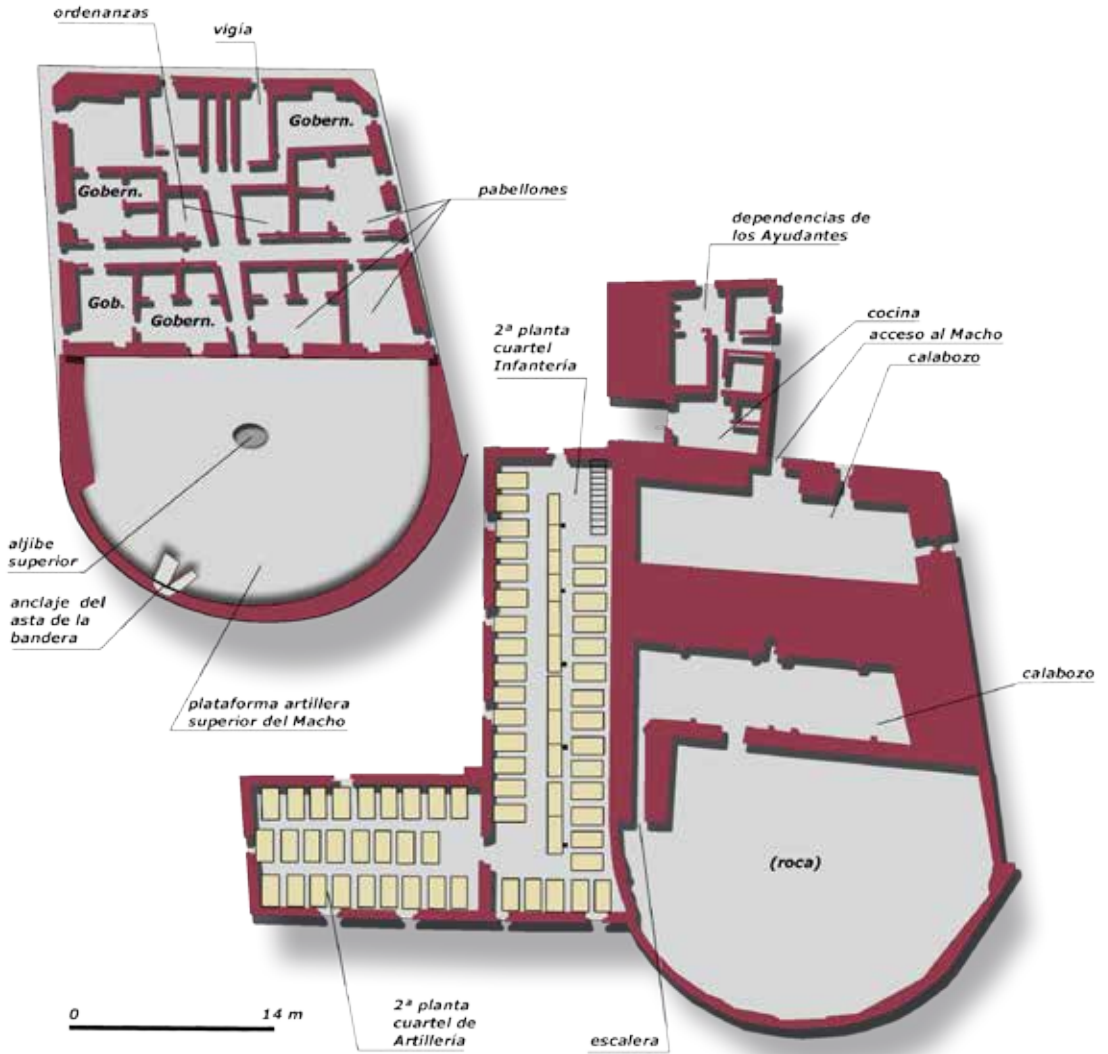 ordenanzas
vigía
Gobern.
Gobern.
pabellones
Gob.
Gobern.
dependencias de
los Ayudantes
2ª planta
cuartel
Infantería
cocina
acceso al Macho
calabozo
aljibe
superior
anclaje del
asta de la
bandera
plataforma artillera
superior del Macho
calabozo
(roca)
0 14 m
2ª planta
cuartel de
Artillería
escalera